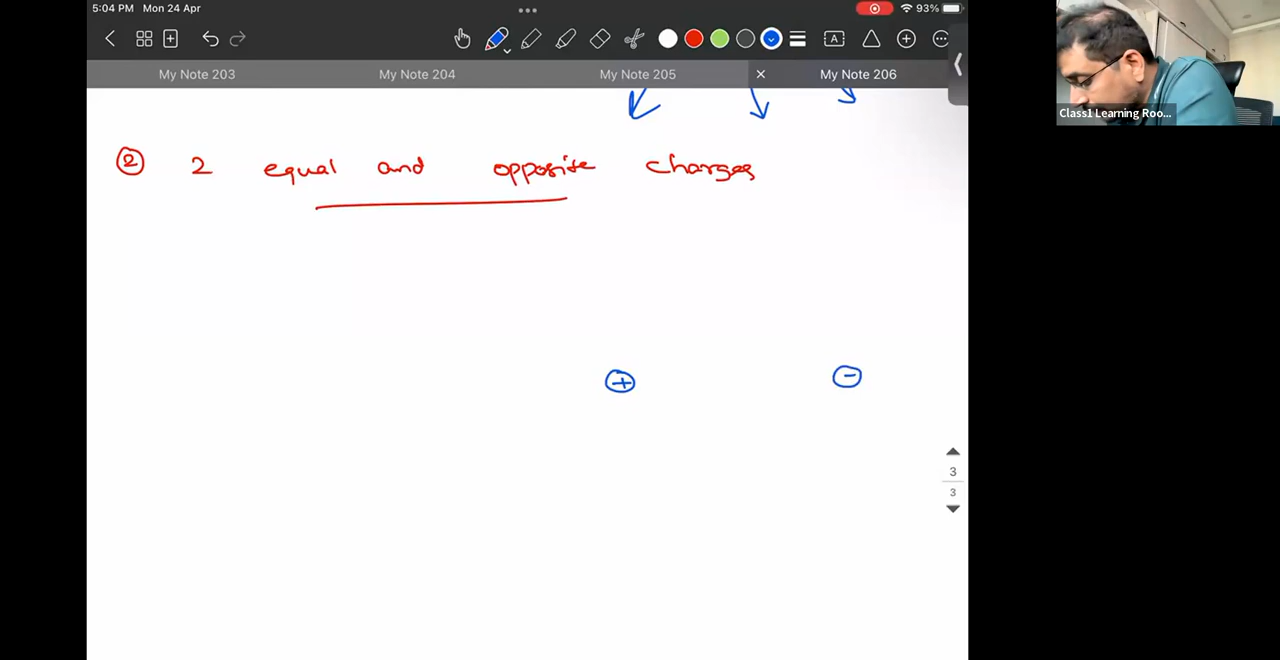 5:04 PM Mon 24 Apr
93%
A
My Note 203
My Note 204
My Note 205
My Note 206
Class1 Learning Roo...
② 2 equal and opposite charges
+ −
3
3